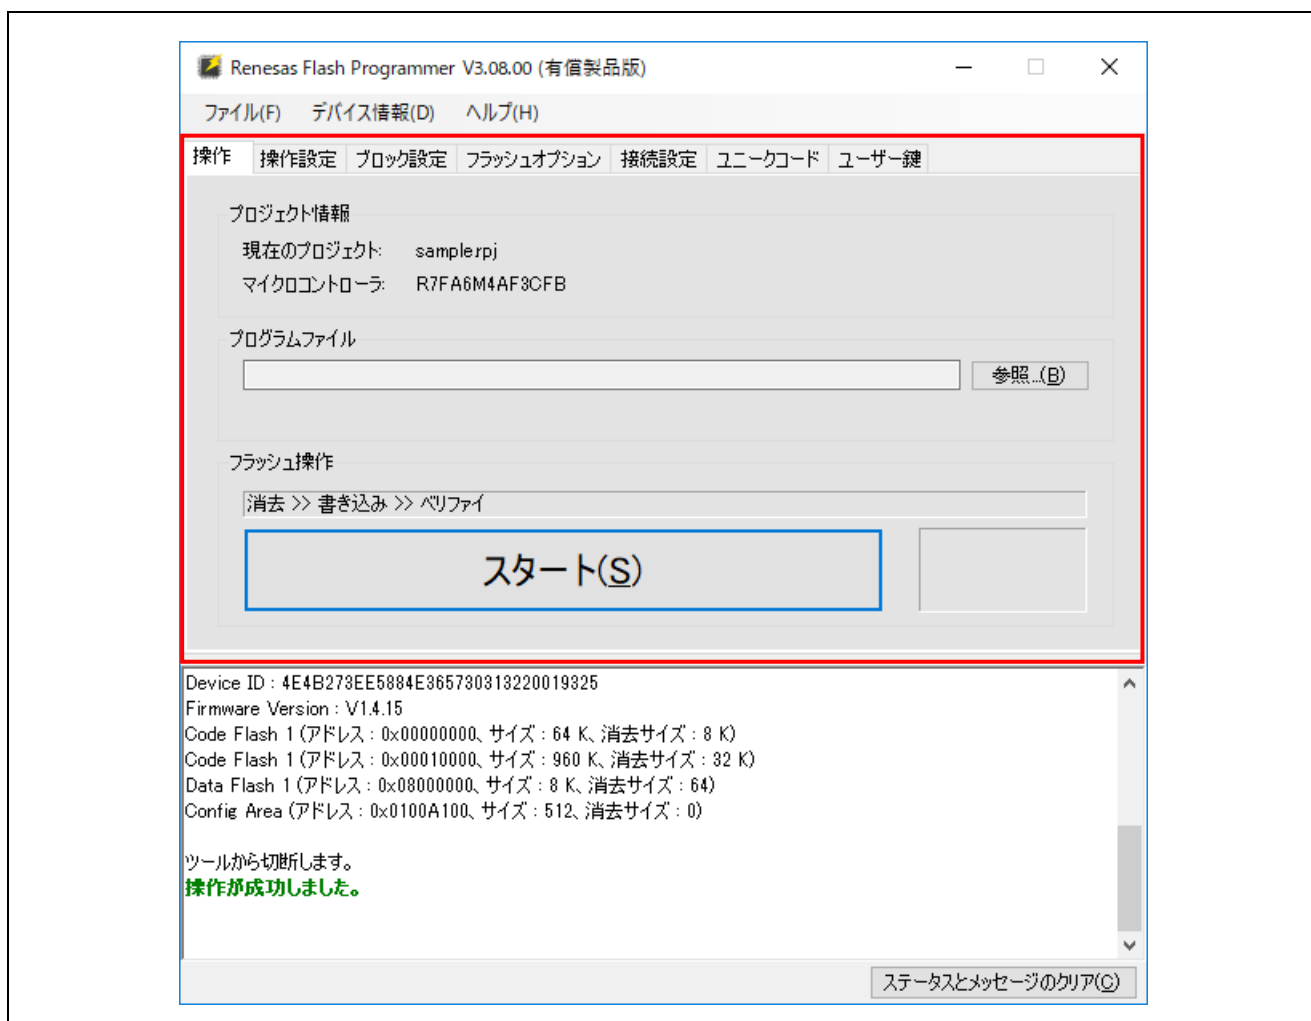 Renesas Flash Programmer V3.08.00 (有償製品版)
ファイル(F) デバイス情報(D) ヘルプ(H)
操作 操作設定 ブロック設定 フラッシュオプション 接続設定 ユニークコード ユーザー鍵
プロジェクト情報
現在のプロジェクト: sample.rpj
マイクロコントローラ: R7FA6M4AF3CFB
プログラムファイル
参照...(B)
フラッシュ操作
消去 >> 書き込み >> ベリファイ
スタート(S)
Device ID : 4E4B273EE5884E365730313220019325
Firmware Version : V1.4.15
Code Flash 1 (アドレス : 0x00000000、サイズ : 64 K、消去サイズ : 8 K)
Code Flash 1 (アドレス : 0x00010000、サイズ : 960 K、消去サイズ : 32 K)
Data Flash 1 (アドレス : 0x08000000、サイズ : 8 K、消去サイズ : 64)
Config Area (アドレス : 0x0100A100、サイズ : 512、消去サイズ : 0)
ツールから切断します。
操作が成功しました。
ステータスとメッセージのクリア(C)